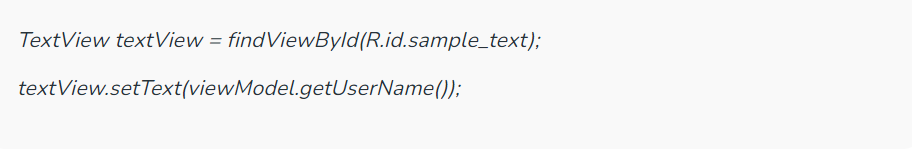 TextView textView = findViewById(R.id.sample_text);
textView.setText(viewModel.getUserName());